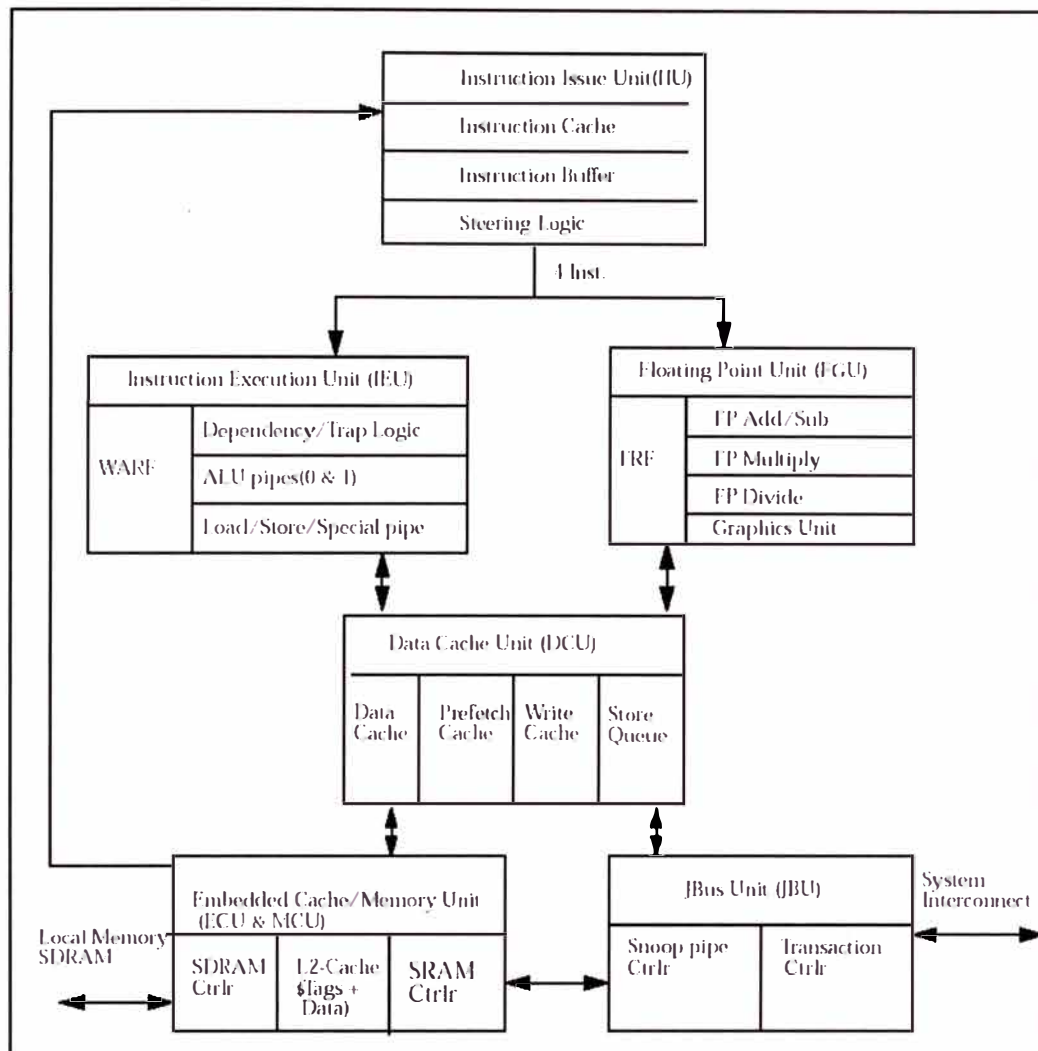 Instruction Issue Unit(IIU)
Instruction Cache
Instruction Buffer
Steering Logic
4 Inst.
Instruction Execution Unit (IEU)
WARF
Dependency/Trap Logic
ALU pipes(0 & 1)
Load/Store/Special pipe
Floating Point Unit (FGU)
FRF
FP Add/Sub
FP Multiply
FP Divide
Graphics Unit
Data Cache Unit (DCU)
Data
Cache
Prefetch
Cache
Write
Cache
Store
Queue
Embedded Cache/Memory Unit
(ECU & MCU)
Local Memory
SDRAM
SDRAM
Ctrlr
L2-Cache
(Tags +
Data)
SRAM
Ctrlr
JBus Unit (JBU)
Snoop pipe
Ctrlr
Transaction
Ctrlr
System
Interconnect